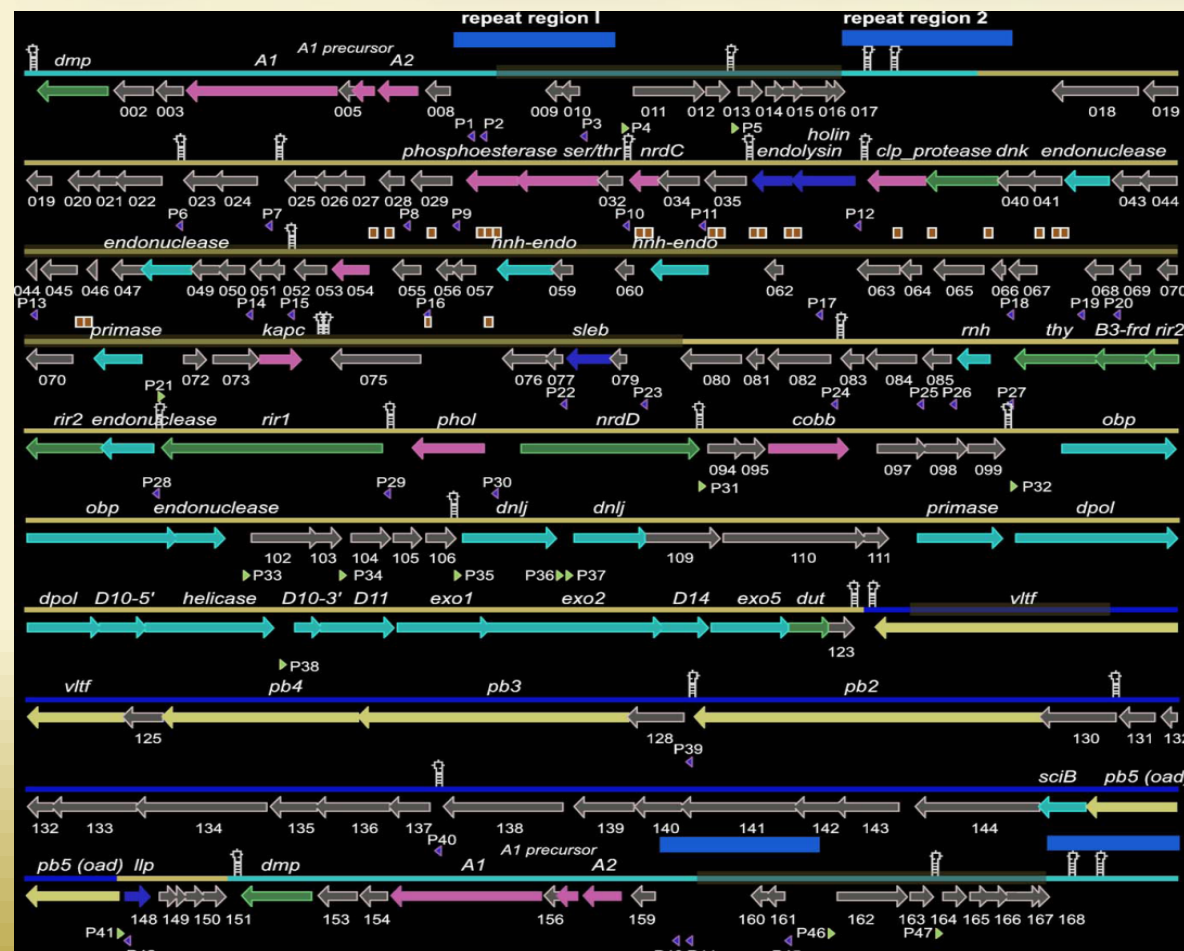 repeat region I repeat region 2
dmp A1 A1 precursor A2
002 003 005 008 009 010 011 012 013 014 015 016 017 018 019
P1 P2 P3 P4 P5 holin
phosphoesterase ser/thr nrdC endolysin clp_protease dnk endonuclease
019 020 021 022 023 024 025 026 027 028 029 032 034 035 040 041 043 044
P6 P7 P8 P9 P10 P11 P12
endonuclease hnh-endo hnh-endo
044 045 046 047 049 050 051 052 053 054 055 056 057 059 060 062 063 064 065 066 067 068 069 070
P13 P14 P15 P16 P17 P18 P19 P20
primase kapc sleb rnh thy B3-frd rir2
070 072 073 075 076 077 079 080 081 082 083 084 085
P21 P22 P23 P24 P25 P26 P27
rir2 endonuclease rir1 phol nrdD cobb obp
094 095 097 098 099
P28 P29 P30 P31 P32
obp endonuclease dnlj dnlj primase dpol
102 103 104 105 106 109 110 111
P33 P34 P35 P36 P37
dpol D10-5' helicase D10-3' D11 exo1 exo2 D14 exo5 dut vltf
123
P38
vltf pb4 pb3 pb2
125 128 130 131 132
P39
sciB pb5 (oad)
132 133 134 135 136 137 138 139 140 141 142 143 144
P40
pb5 (oad) llp dmp A1 A1 precursor A2
148 149 150 151 153 154 156 159 160 161 162 163 164 165 166 167 168
P41 P46 P47